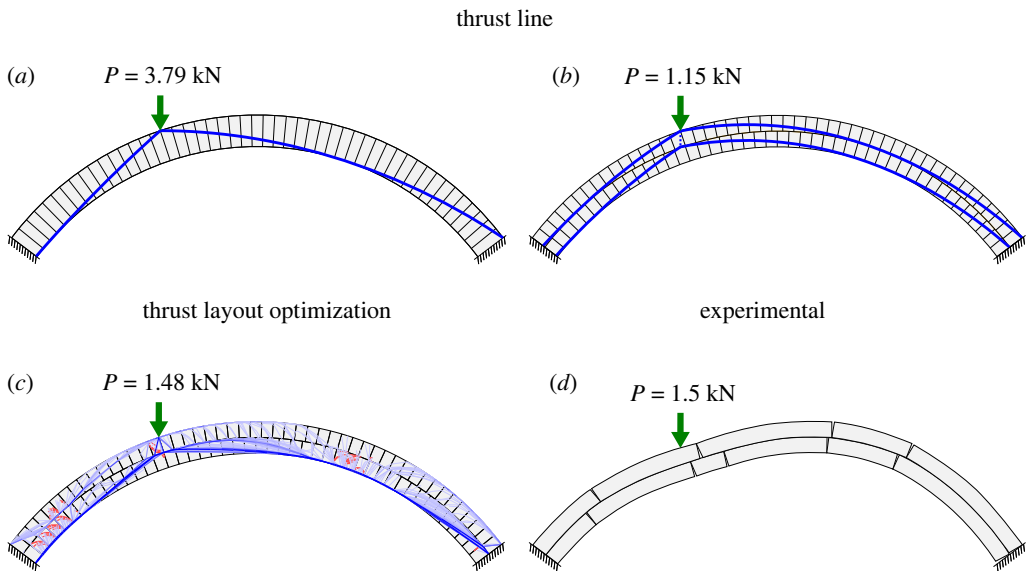 thrust line
(a) P = 3.79 kN
(b) P = 1.15 kN
thrust layout optimization
experimental
(c) P = 1.48 kN
(d) P = 1.5 kN